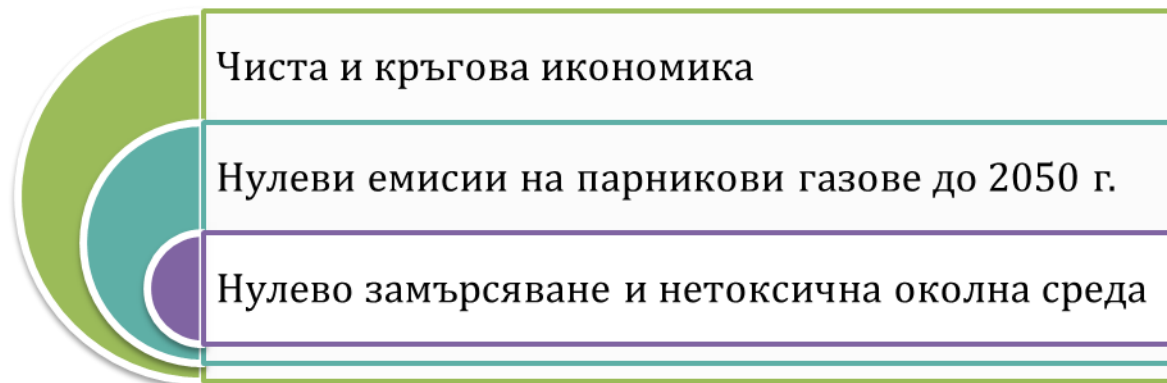 Чиста и кръгова икономика
Нулеви емисии на парникови газове до 2050 г.
Нулево замърсяване и нетоксична околна среда